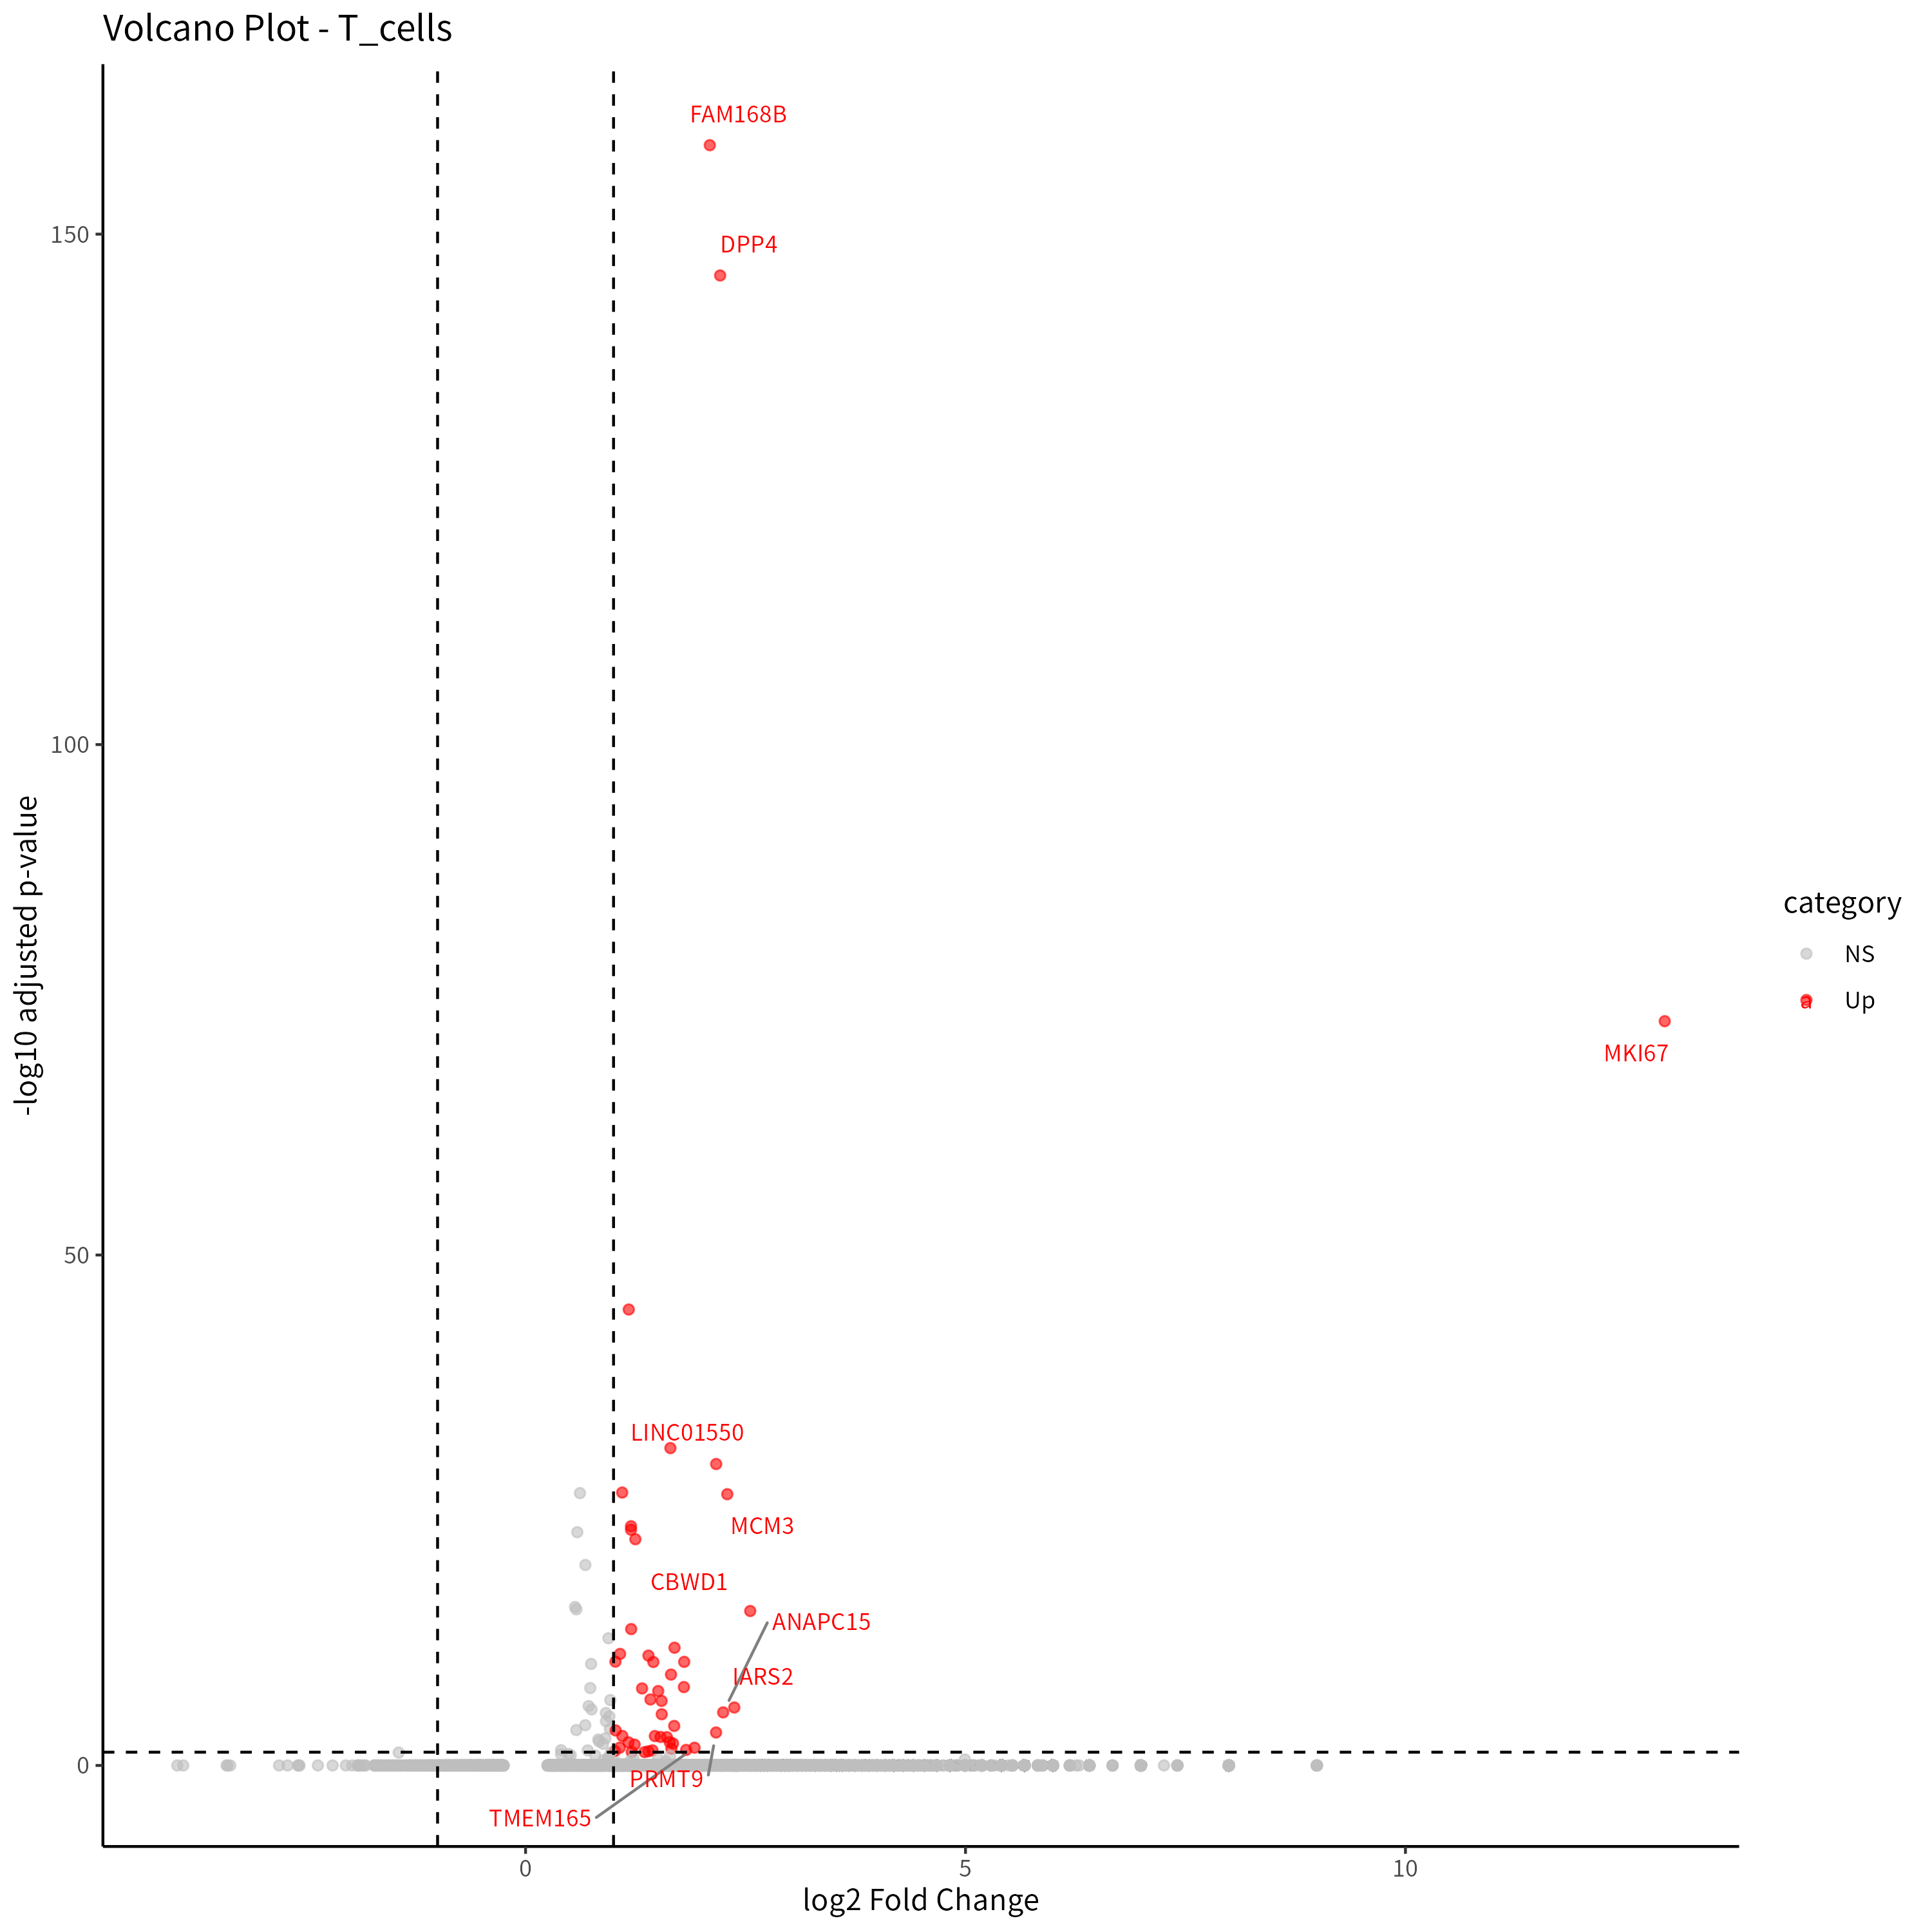 Volcano Plot - T_cells
FAM168B
150
DPP4
100
-log10 adjusted p-value
category
NS
a Up
MKI67
50
LINC01550
MCM3
CBWD1
ANAPC15
IARS2
0
PRMT9
TMEM165
0 5 10
log2 Fold Change